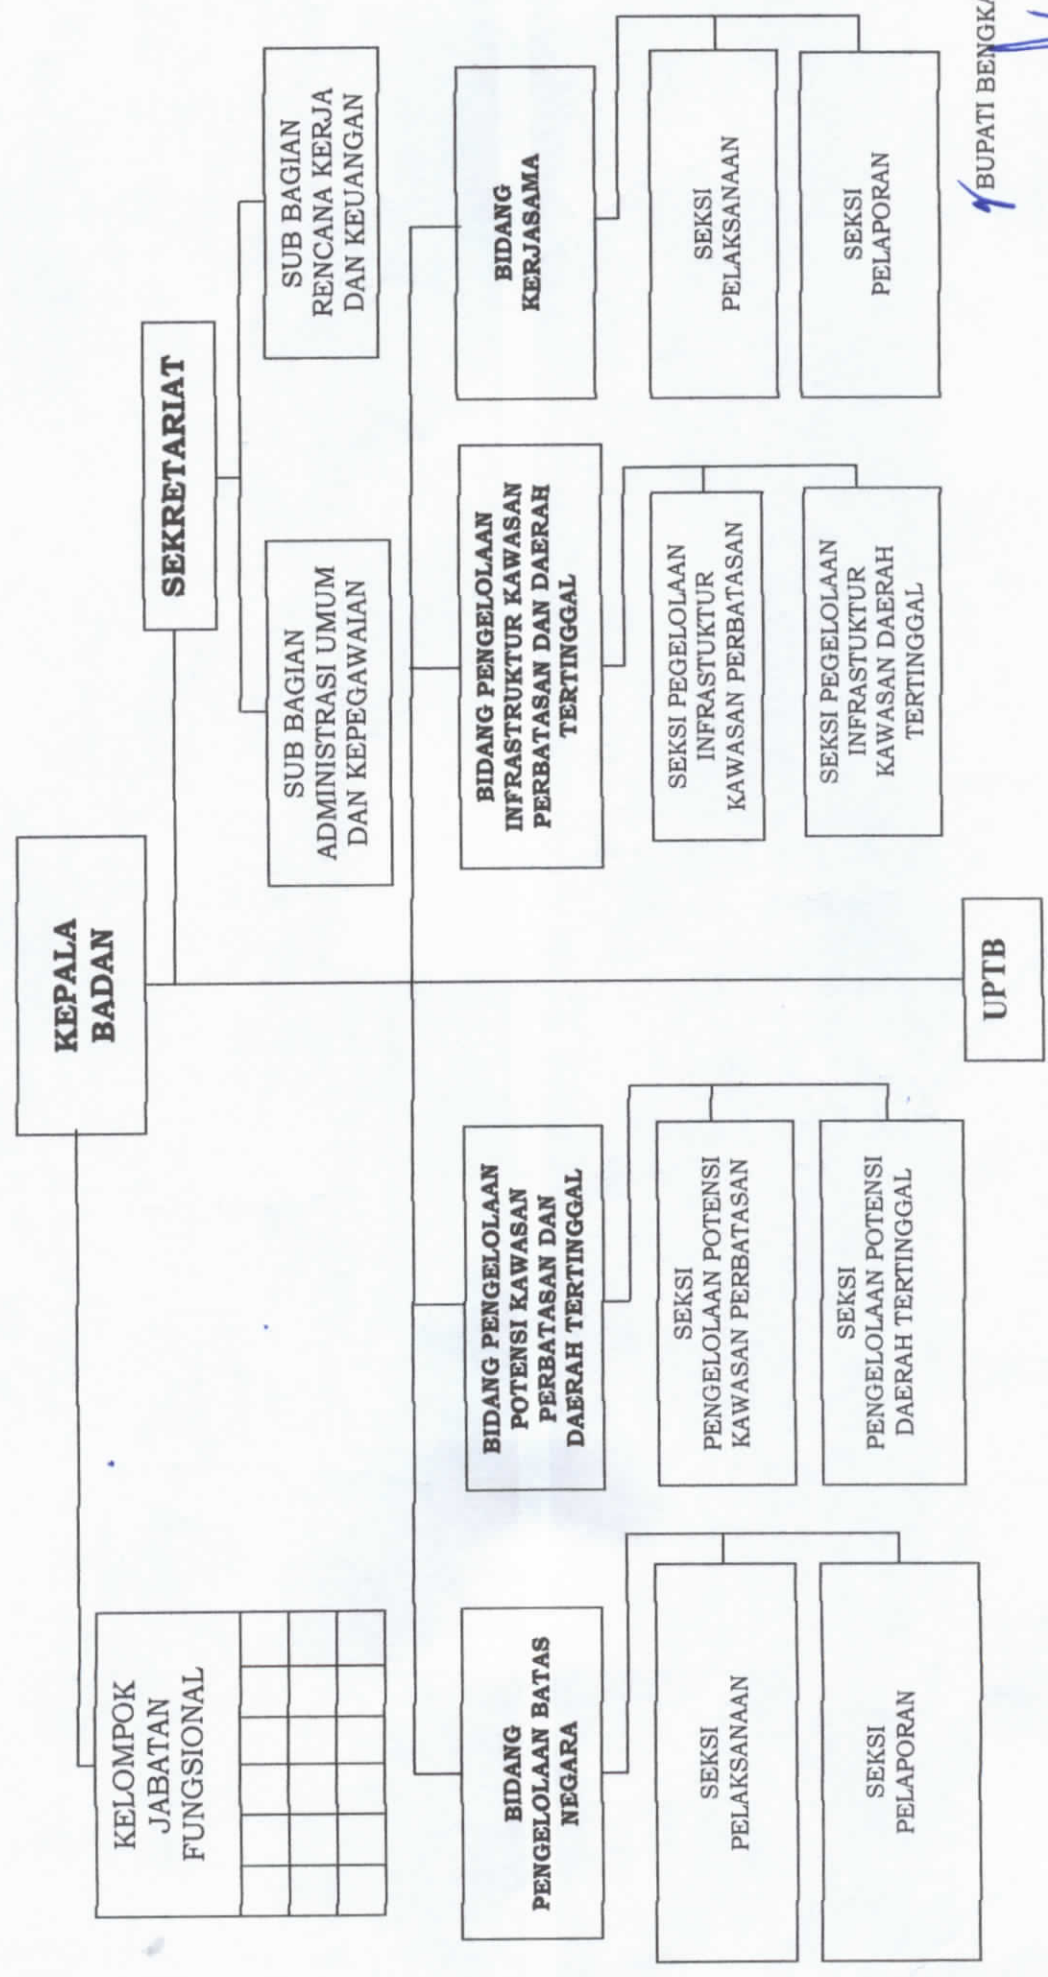 KEPALA
BADAN
KELOMPOK
JABATAN
FUNGSIONAL
SEKRETARIAT
SUB BAGIAN
ADMINISTRASI UMUM
DAN KEPEGAWAIAN
SUB BAGIAN
RENCANA KERJA
DAN KEUANGAN
BIDANG
PENGELOLAAN BATAS
NEGARA
SEKSI
PELAKSANAAN
SEKSI
PELAPORAN
BIDANG PENGELOLAAN
POTENSI KAWASAN
PERBATASAN DAN
DAERAH TERTINGGAL
SEKSI
PENGELOLAAN POTENSI
KAWASAN PERBATASAN
SEKSI
PENGELOLAAN POTENSI
DAERAH TERTINGGAL
BIDANG PENGELOLAAN
INFRASTRUKTUR KAWASAN
PERBATASAN DAN DAERAH
TERTINGGAL
SEKSI PEGELOLAAN
INFRASTUKTUR
KAWASAN PERBATASAN
SEKSI PEGELOLAAN
INFRASTUKTUR
KAWASAN DAERAH
TERTINGGAL
BIDANG
KERJASAMA
SEKSI
PELAKSANAAN
SEKSI
PELAPORAN
UPTB
BUPATI BENGKA